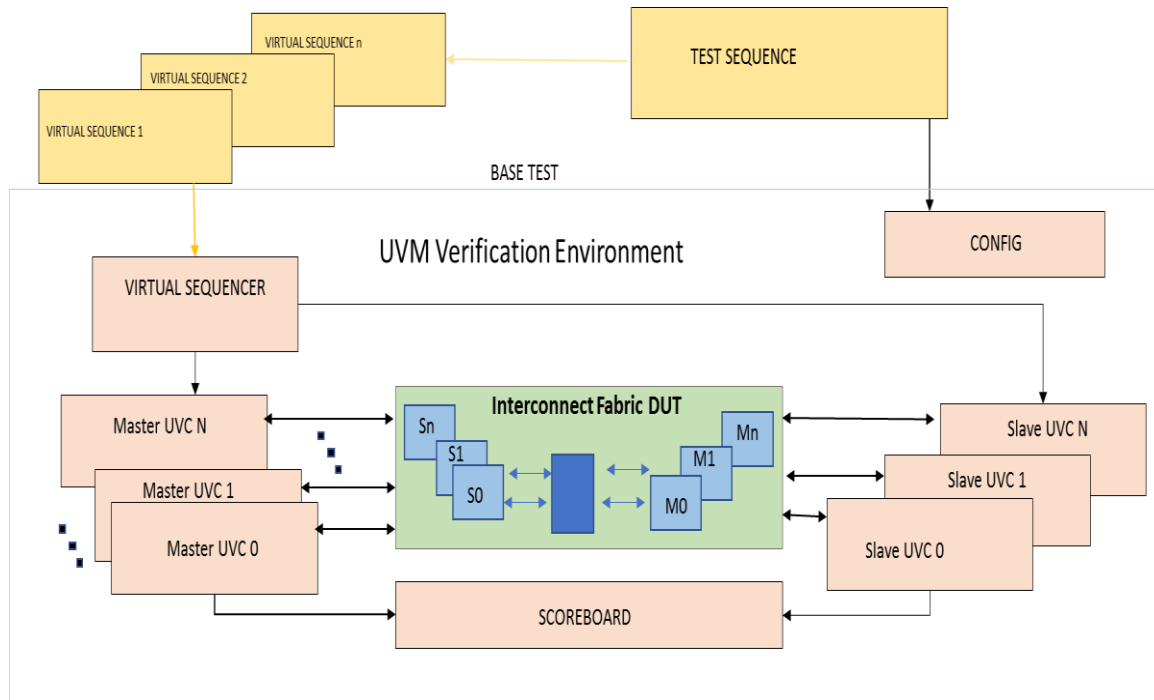 VIRTUAL SEQUENCE n
TEST SEQUENCE
VIRTUAL SEQUENCE 2
VIRTUAL SEQUENCE 1
BASE TEST
UVM Verification Environment
CONFIG
VIRTUAL SEQUENCER
Interconnect Fabric DUT
Master UVC N
Sn
Mn
Slave UVC N
S1
M1
Master UVC 1
S0
M0
Slave UVC 1
Master UVC 0
Slave UVC 0
SCOREBOARD